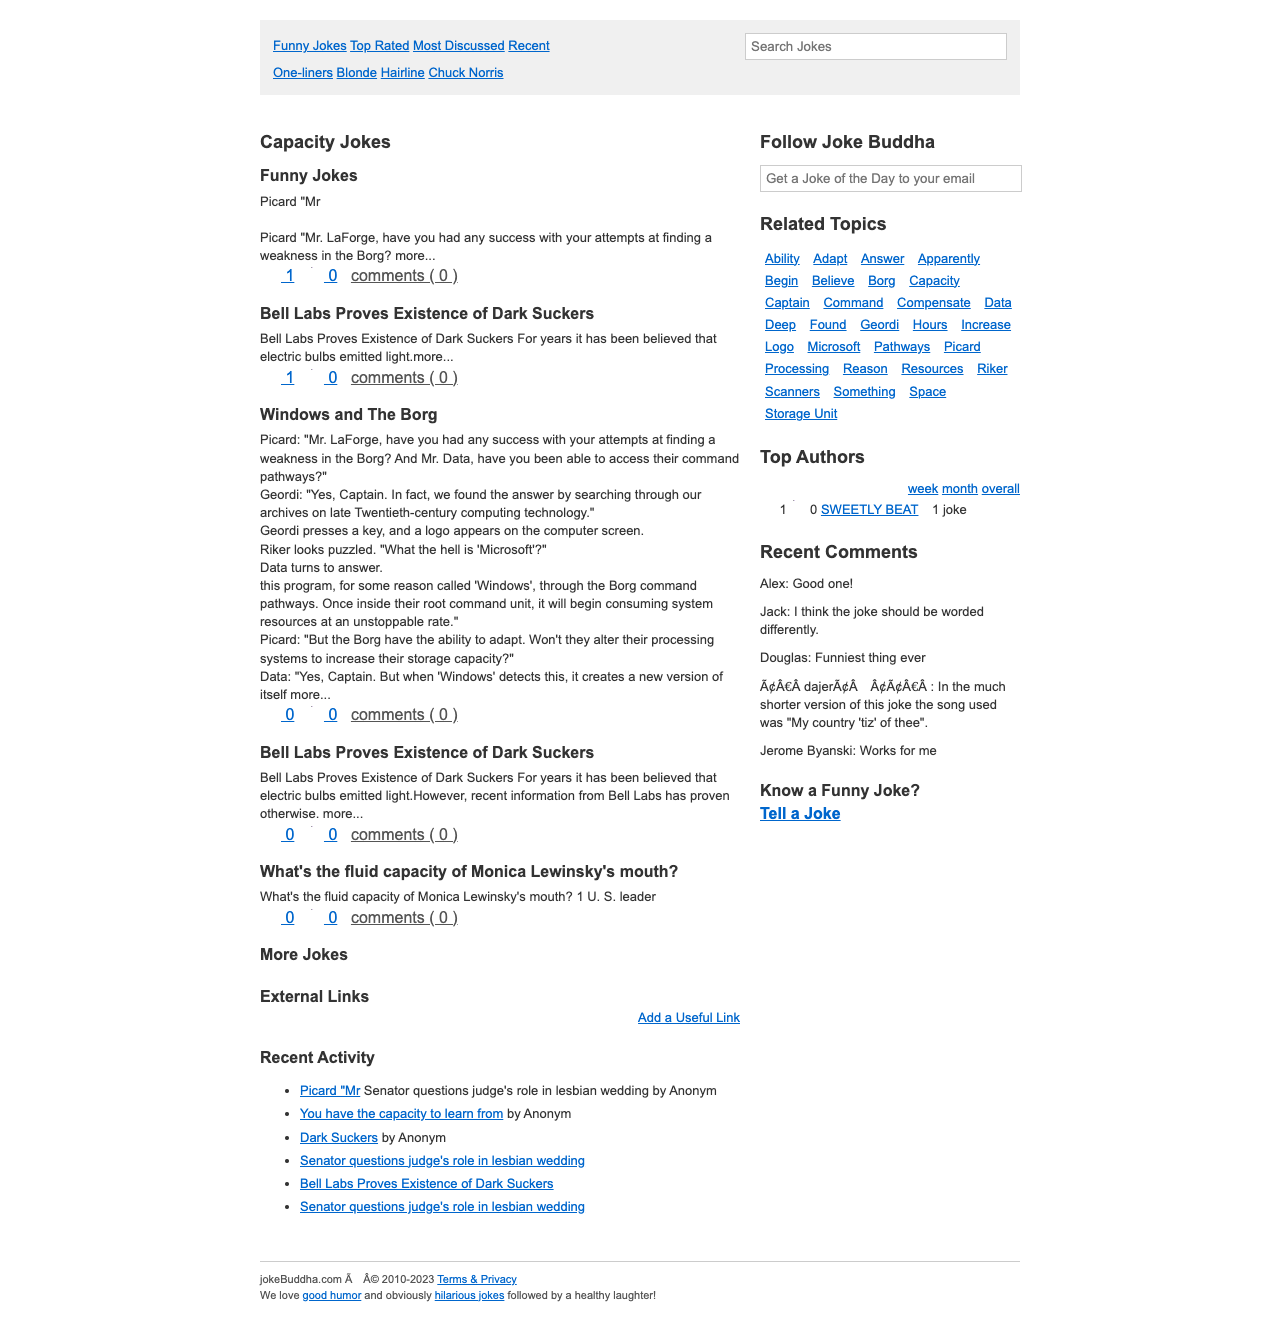 Funny Jokes Top Rated Most Discussed Recent
Search Jokes
One-liners Blonde Hairline Chuck Norris
Capacity Jokes
Funny Jokes
Picard "Mr
Picard "Mr. LaForge, have you had any success with your attempts at finding a
weakness in the Borg? more...
1 0 comments ( 0 )
Bell Labs Proves Existence of Dark Suckers
Bell Labs Proves Existence of Dark Suckers For years it has been believed that
electric bulbs emitted light.more...
1 0 comments ( 0 )
Windows and The Borg
Picard: "Mr. LaForge, have you had any success with your attempts at finding a
weakness in the Borg? And Mr. Data, have you been able to access their command
pathways?"
Geordi: "Yes, Captain. In fact, we found the answer by searching through our
archives on late Twentieth-century computing technology."
Geordi presses a key, and a logo appears on the computer screen.
Riker looks puzzled. "What the hell is 'Microsoft'?"
Data turns to answer.
this program, for some reason called 'Windows', through the Borg command
pathways. Once inside their root command unit, it will begin consuming system
resources at an unstoppable rate."
Picard: "But the Borg have the ability to adapt. Won't they alter their processing
systems to increase their storage capacity?"
Data: "Yes, Captain. But when 'Windows' detects this, it creates a new version of
itself more...
0 0 comments ( 0 )
Bell Labs Proves Existence of Dark Suckers
Bell Labs Proves Existence of Dark Suckers For years it has been believed that
electric bulbs emitted light.However, recent information from Bell Labs has proven
otherwise. more...
0 0 comments ( 0 )
What's the fluid capacity of Monica Lewinsky's mouth?
What's the fluid capacity of Monica Lewinsky's mouth? 1 U. S. leader
0 0 comments ( 0 )
More Jokes
External Links
Add a Useful Link
Recent Activity
Picard "Mr Senator questions judge's role in lesbian wedding by Anonym
You have the capacity to learn from by Anonym
Dark Suckers by Anonym
Senator questions judge's role in lesbian wedding
Bell Labs Proves Existence of Dark Suckers
Senator questions judge's role in lesbian wedding
Follow Joke Buddha
Get a Joke of the Day to your email
Related Topics
Ability Adapt Answer Apparently
Begin Believe Borg Capacity
Captain Command Compensate Data
Deep Found Geordi Hours Increase
Logo Microsoft Pathways Picard
Processing Reason Resources Riker
Scanners Something Space
Storage Unit
Top Authors
week month overall
1 0 SWEETLY BEAT 1 joke
Recent Comments
Alex: Good one!
Jack: I think the joke should be worded
differently.
Douglas: Funniest thing ever
Ã¢Â€Â dajerÃ¢Â Â¢Ã¢Â€Â : In the much
shorter version of this joke the song used
was "My country 'tiz' of thee".
Jerome Byanski: Works for me
Know a Funny Joke?
Tell a Joke
jokeBuddha.com Ã Â© 2010-2023 Terms & Privacy
We love good humor and obviously hilarious jokes followed by a healthy laughter!